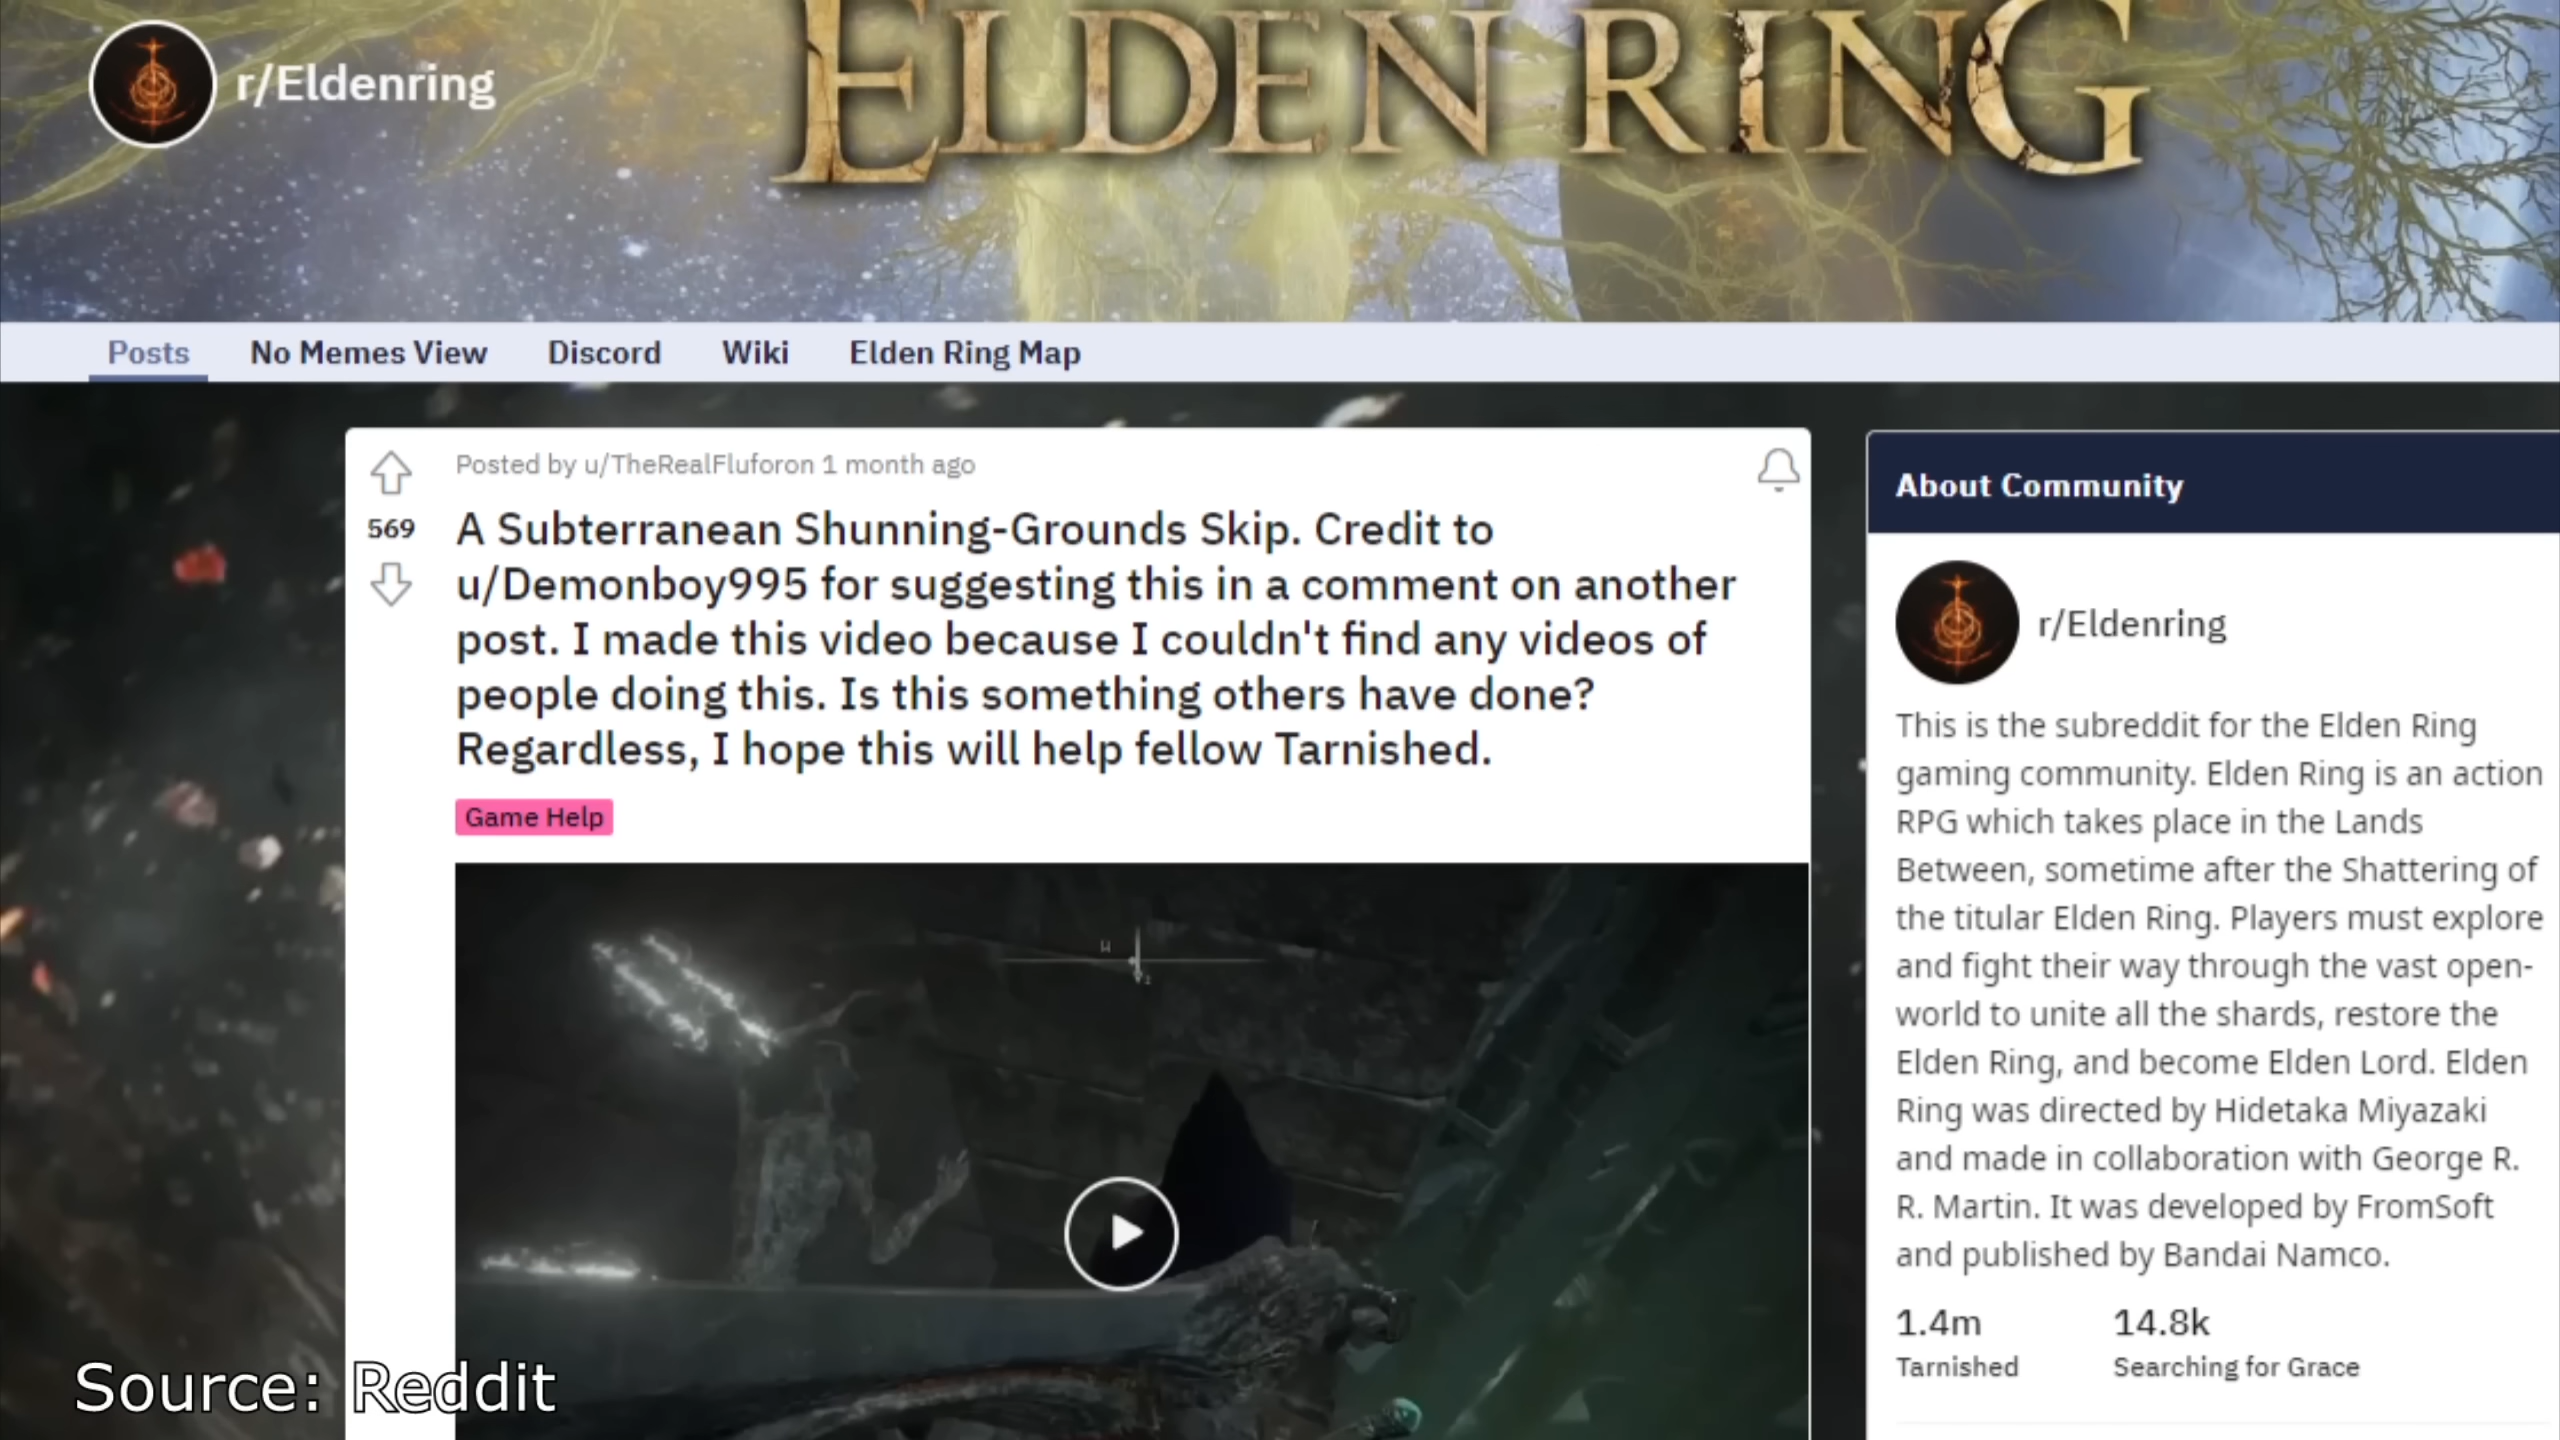 ELDEN RING
r/Eldenring
Posts No Memes View Discord Wiki Elden Ring Map
Posted by u/TheRealFluforon 1 month ago
569
A Subterranean Shunning-Grounds Skip. Credit to
u/Demonboy995 for suggesting this in a comment on another
post. I made this video because I couldn't find any videos of
people doing this. Is this something others have done?
Regardless, I hope this will help fellow Tarnished.
Game Help
About Community
r/Eldenring
This is the subreddit for the Elden Ring
gaming community. Elden Ring is an action
RPG which takes place in the Lands
Between, sometime after the Shattering of
the titular Elden Ring. Players must explore
and fight their way through the vast open-
world to unite all the shards, restore the
Elden Ring, and become Elden Lord. Elden
Ring was directed by Hidetaka Miyazaki
and made in collaboration with George R.
R. Martin. It was developed by FromSoft
and published by Bandai Namco.
1.4m 14.8k
Tarnished Searching for Grace
Source: Reddit